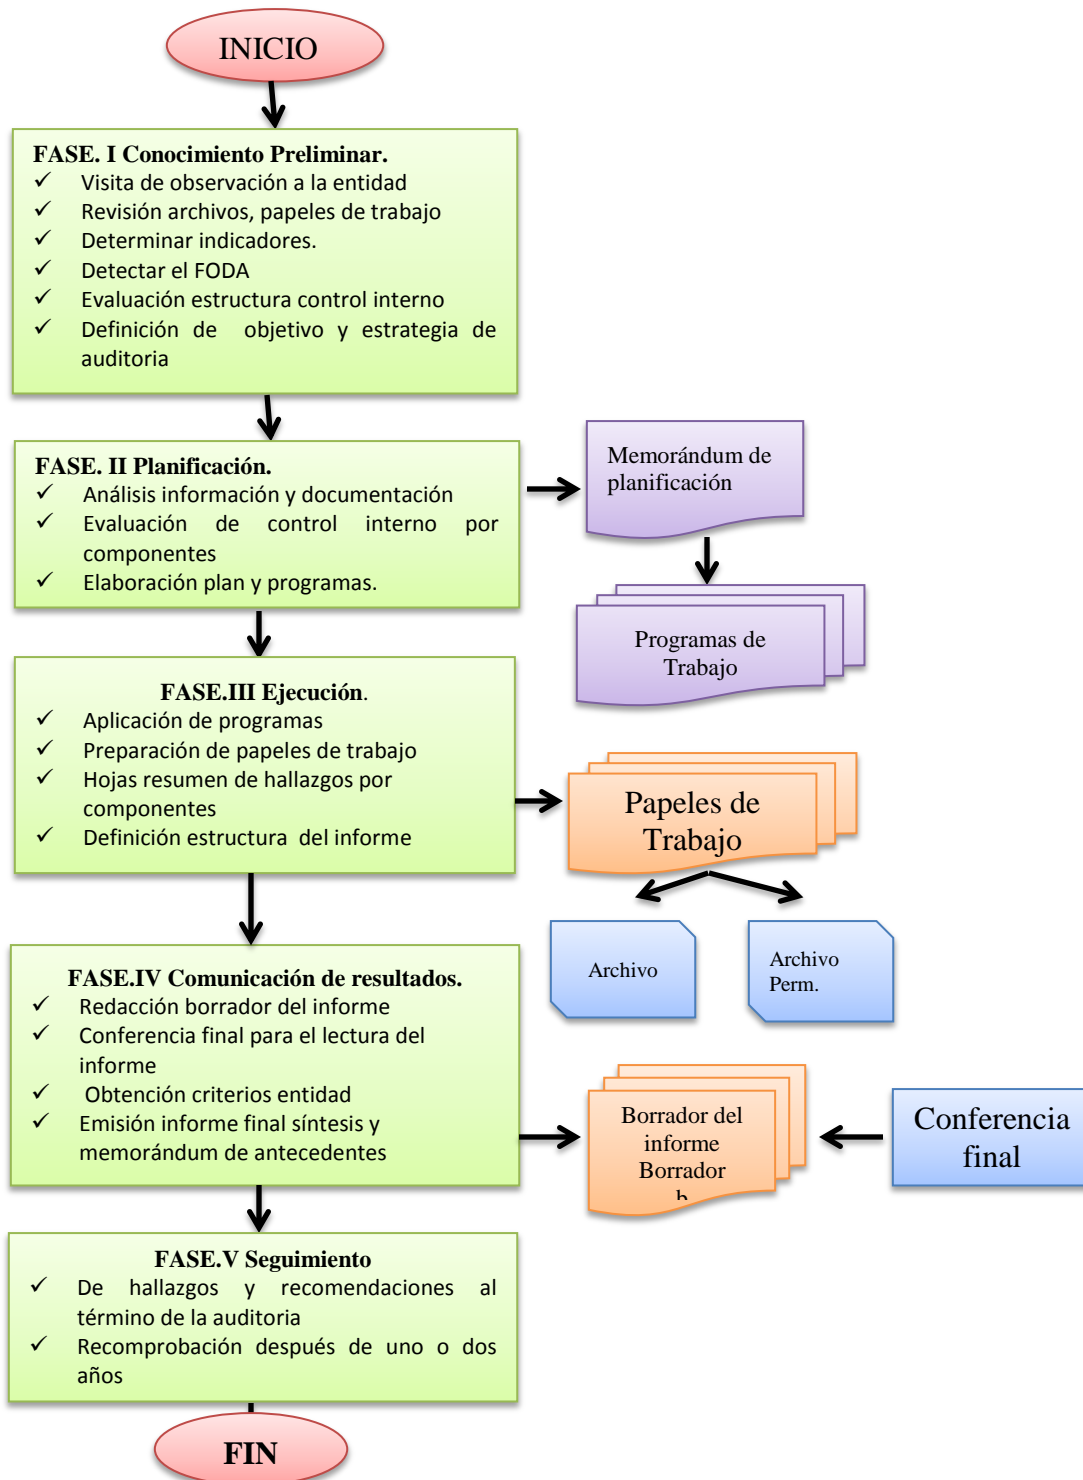 INICIO
FASE. I Conocimiento Preliminar.
✓ Visita de observación a la entidad
✓ Revisión archivos, papeles de trabajo
✓ Determinar indicadores.
✓ Detectar el FODA
✓ Evaluación estructura control interno
✓ Definición de objetivo y estrategia de
auditoria
FASE. II Planificación.
✓ Análisis información y documentación
✓ Evaluación de control interno por
componentes
✓ Elaboración plan y programas.
Memorándum de
planificación
Programas de
Trabajo
FASE.III Ejecución.
✓ Aplicación de programas
✓ Preparación de papeles de trabajo
✓ Hojas resumen de hallazgos por
componentes
✓ Definición estructura del informe
Papeles de
Trabajo
Archivo
Archivo
Perm.
FASE.IV Comunicación de resultados.
✓ Redacción borrador del informe
✓ Conferencia final para el lectura del
informe
✓ Obtención criterios entidad
✓ Emisión informe final síntesis y
memorándum de antecedentes
Borrador del
informe
Borrador
Conferencia
final
FASE.V Seguimiento
✓ De hallazgos y recomendaciones al
término de la auditoria
✓ Recomprobación después de uno o dos
años
FIN